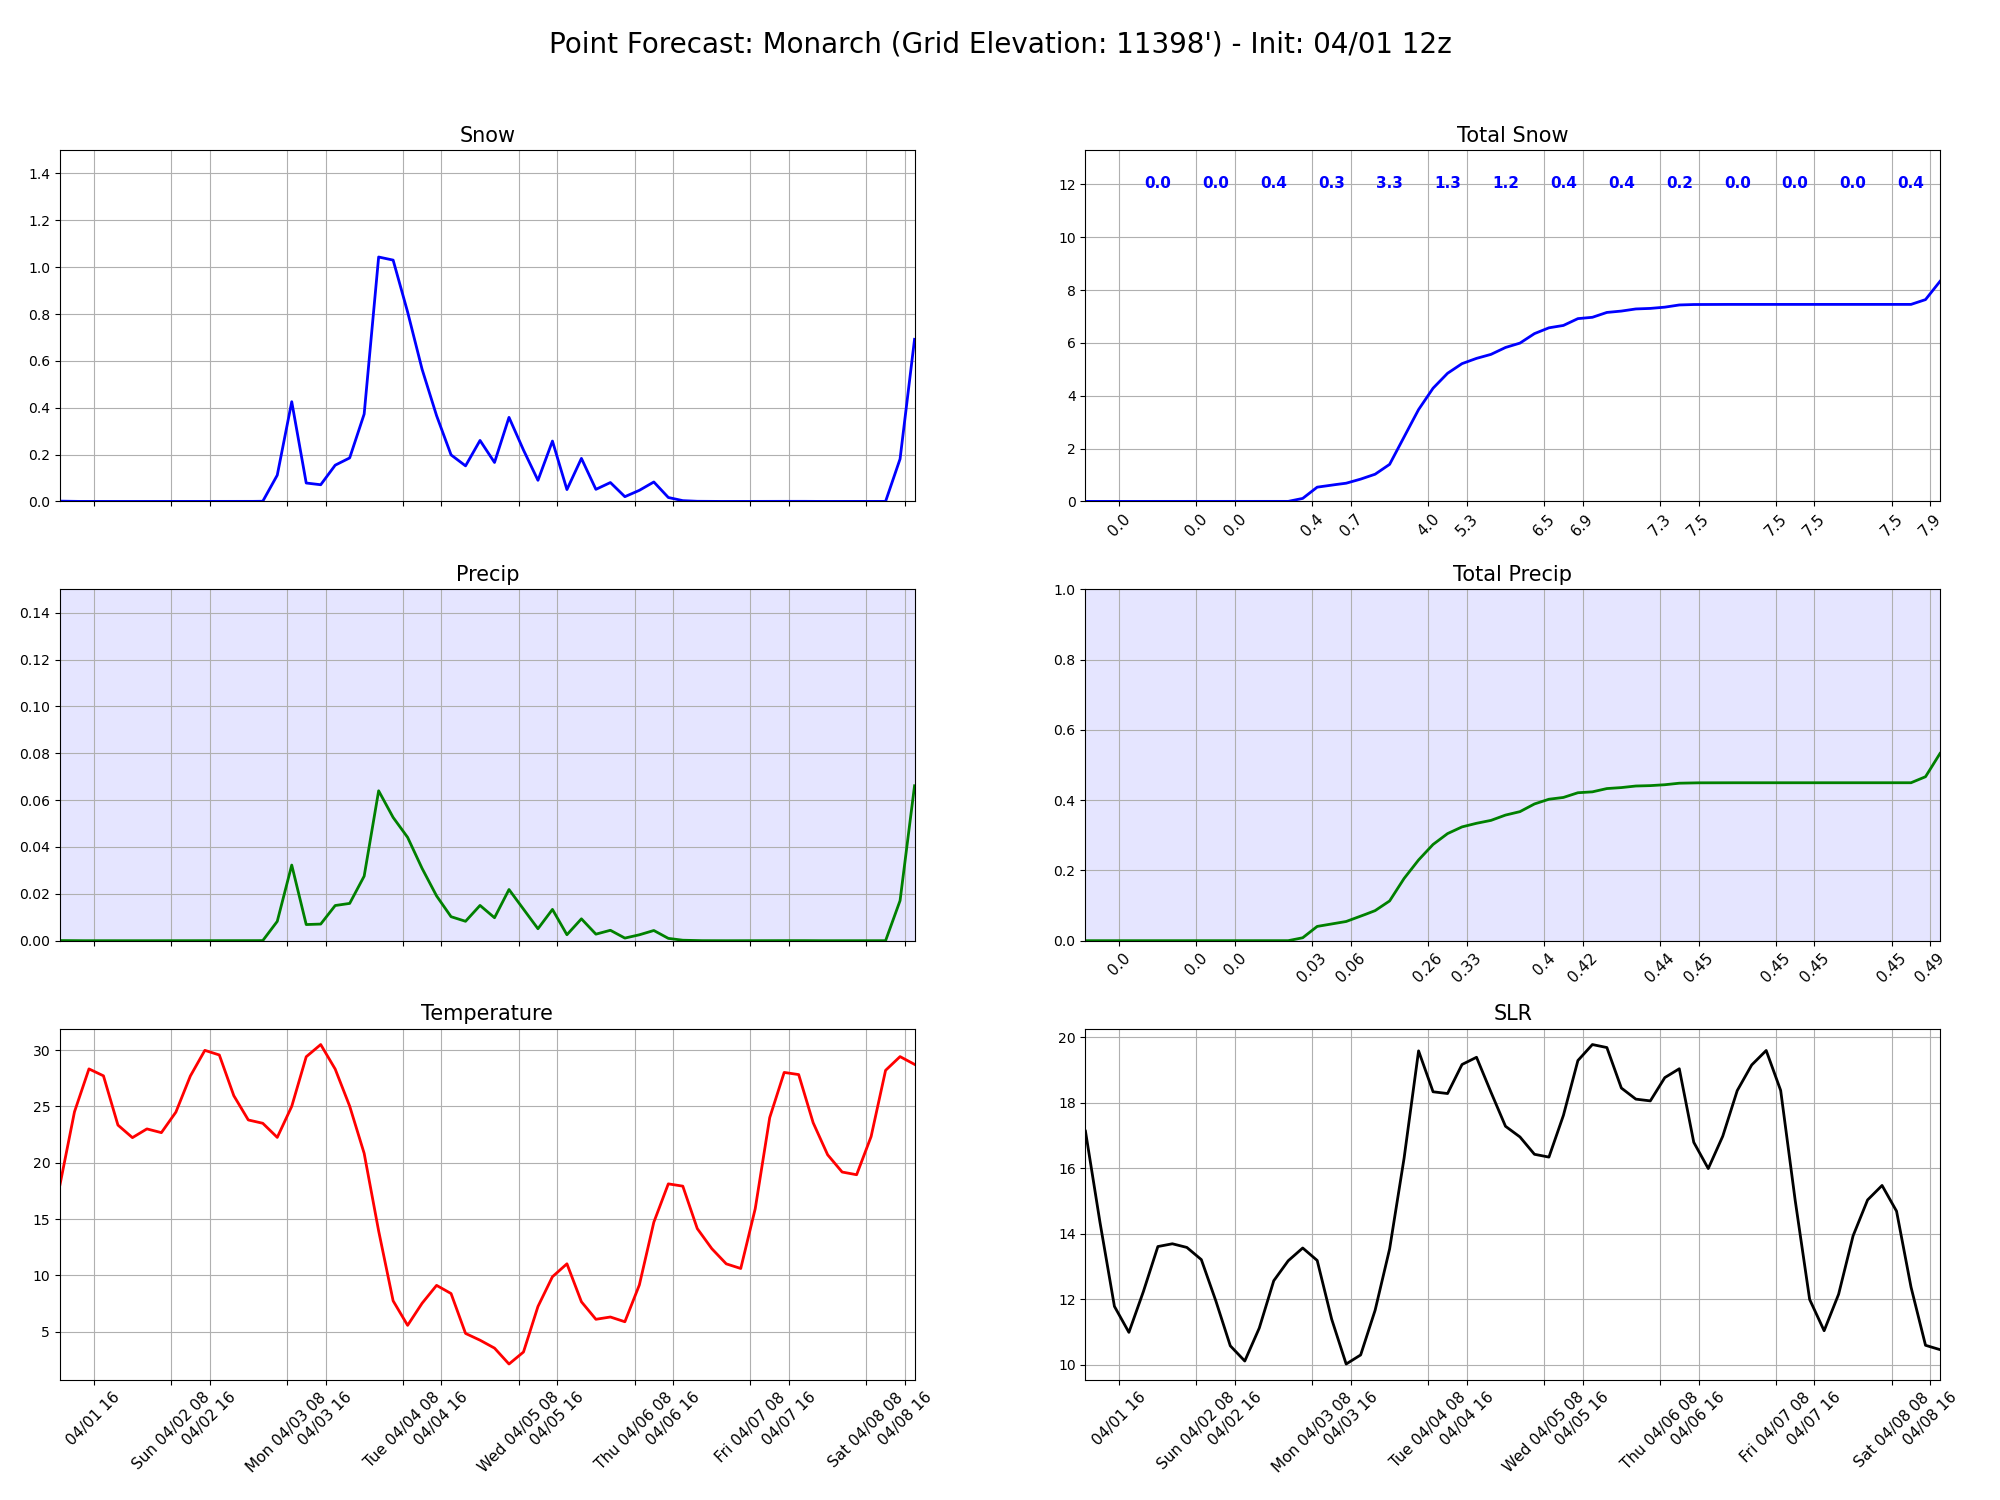 Point Forecast: Monarch (Grid Elevation: 11398') - Init: 04/01 12z
Snow
1.4
1.2
1.0
0.8
0.6
0.4
0.2
0.0
Total Snow
12
10
8
6
4
2
0
0.0 0.0 0.4 0.3 3.3 1.3 1.2 0.4 0.4 0.2 0.0 0.0 0.0 0.4
0.0 0.0 0.0 0.4 0.7 4.0 5.3 6.5 6.9 7.3 7.5 7.5 7.5 7.5 7.9
Precip
0.14
0.12
0.10
0.08
0.06
0.04
0.02
0.00
Total Precip
1.0
0.8
0.6
0.4
0.2
0.0
0.0 0.0 0.0 0.03 0.06 0.26 0.33 0.4 0.42 0.44 0.45 0.45 0.45 0.45 0.49
Temperature
30
25
20
15
10
5
04/01 16
Sun 04/02 08
04/02 16
Mon 04/03 08
04/03 16
Tue 04/04 08
04/04 16
Wed 04/05 08
04/05 16
Thu 04/06 08
04/06 16
Fri 04/07 08
04/07 16
Sat 04/08 08
04/08 16
SLR
20
18
16
14
12
10
04/01 16
Sun 04/02 08
04/02 16
Mon 04/03 08
04/03 16
Tue 04/04 08
04/04 16
Wed 04/05 08
04/05 16
Thu 04/06 08
04/06 16
Fri 04/07 08
04/07 16
Sat 04/08 08
04/08 16